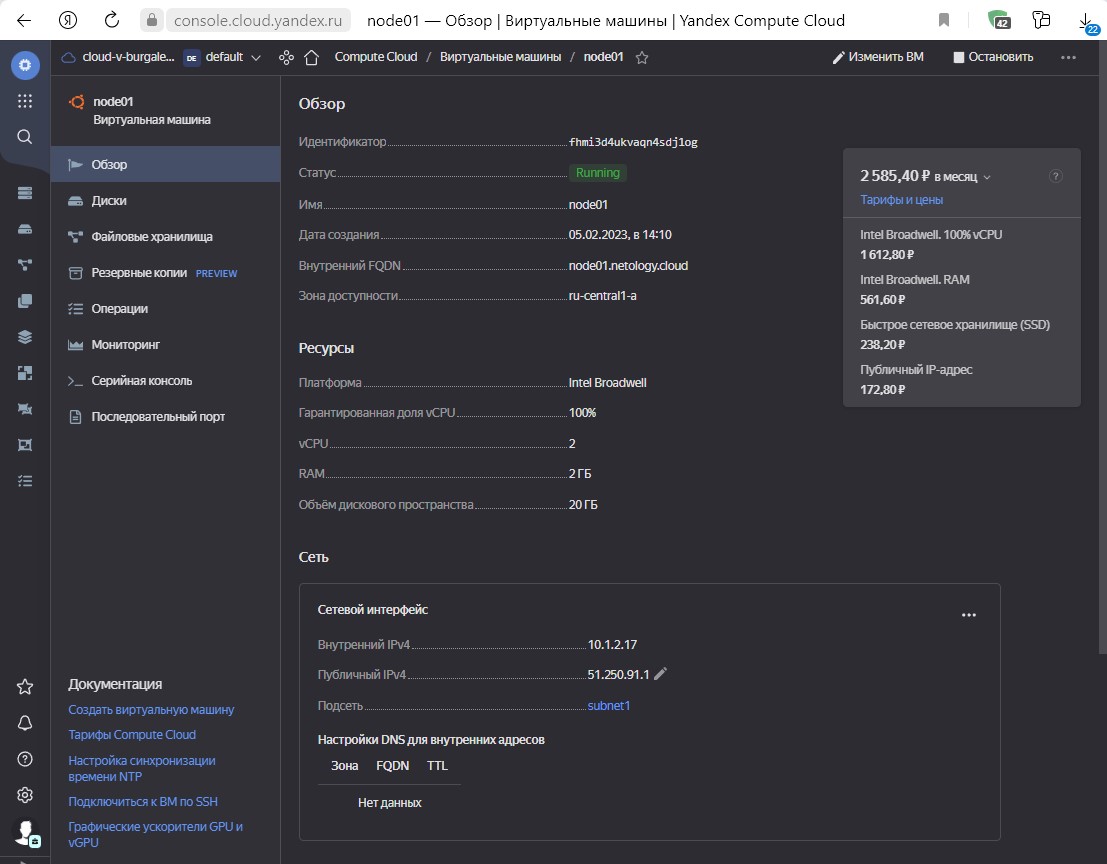 console.cloud.yandex.ru
node01 — Обзор | Виртуальные машины | Yandex Compute Cloud
42
22
cloud-v-burgale...
DE
default
Compute Cloud / Виртуальные машины / node01
Изменить ВМ
Остановить
node01
Виртуальная машина
Обзор
Диски
Файловые хранилища
Резервные копии PREVIEW
Операции
Мониторинг
Серийная консоль
Последовательный порт
Документация
Создать виртуальную машину
Тарифы Compute Cloud
Настройка синхронизации
времени NTP
Подключиться к ВМ по SSH
Графические ускорители GPU и
vGPU
Обзор
Идентификатор fhmi3d4ukvaqn4sdj1og
Статус Running
Имя node01
Дата создания 05.02.2023, в 14:10
Внутренний FQDN node01.netology.cloud
Зона доступности ru-central1-a
Ресурсы
Платформа Intel Broadwell
Гарантированная доля vCPU 100%
vCPU 2
RAM 2 ГБ
Объём дискового пространства 20 ГБ
Сеть
Сетевой интерфейс
Внутренний IPv4 10.1.2.17
Публичный IPv4 51.250.91.1
Подсеть subnet1
Настройки DNS для внутренних адресов
Зона FQDN TTL
Нет данных
2 585,40 ₽ в месяц
?
Тарифы и цены
Intel Broadwell. 100% vCPU
1 612,80 ₽
Intel Broadwell. RAM
561,60 ₽
Быстрое сетевое хранилище (SSD)
238,20 ₽
Публичный IP-адрес
172,80 ₽